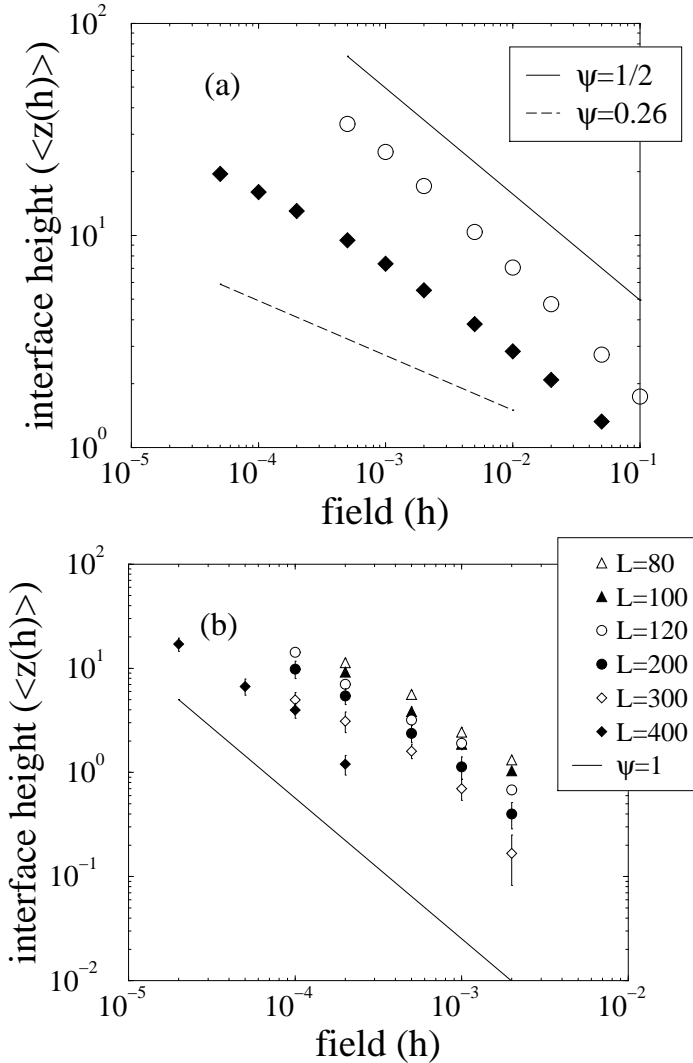 10^2
(a)
ψ=1/2
ψ=0.26
10^1
10^0
interface height (<z(h)>)
10^-5 10^-4 10^-3 10^-2 10^-1
field (h)
10^2
(b)
L=80
L=100
L=120
L=200
L=300
L=400
ψ=1
10^1
10^0
10^-1
10^-2
interface height (<z(h)>)
10^-5 10^-4 10^-3 10^-2
field (h)